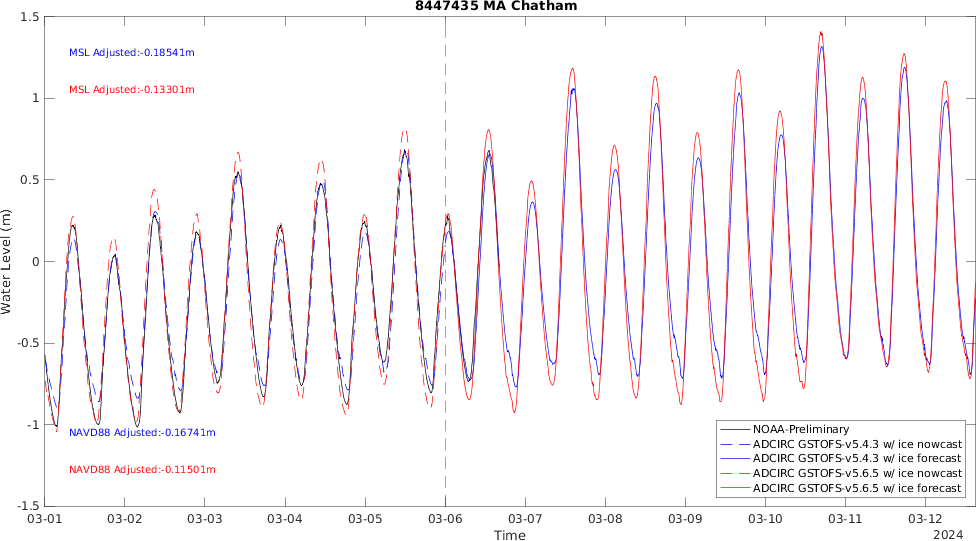 8447435 MA Chatham
1.5
1
0.5
0
-0.5
-1
-1.5
Water Level (m)
MSL Adjusted:-0.18541m
MSL Adjusted:-0.13301m
NAVD88 Adjusted:-0.16741m
NAVD88 Adjusted:-0.11501m
NOAA-Preliminary
ADCIRC GSTOFS-v5.4.3 w/ ice nowcast
ADCIRC GSTOFS-v5.4.3 w/ ice forecast
ADCIRC GSTOFS-v5.6.5 w/ ice nowcast
ADCIRC GSTOFS-v5.6.5 w/ ice forecast
03-01 03-02 03-03 03-04 03-05 03-06 03-07 03-08 03-09 03-10 03-11 03-12
Time
2024